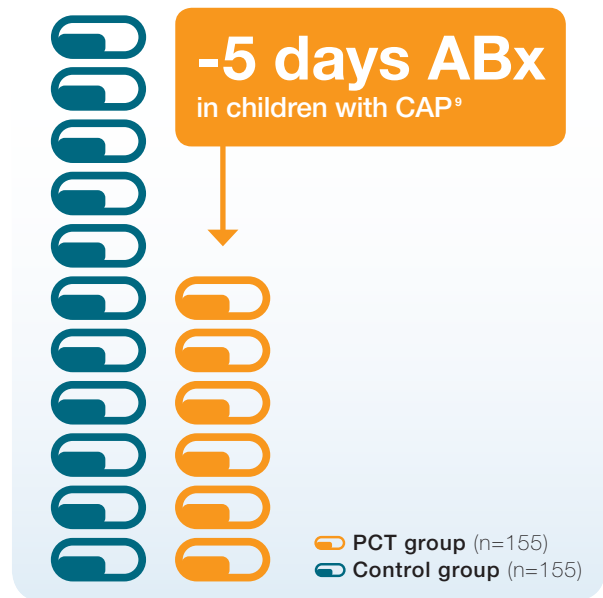 -5 days ABx
in children with CAP⁹
PCT group (n=155)
Control group (n=155)